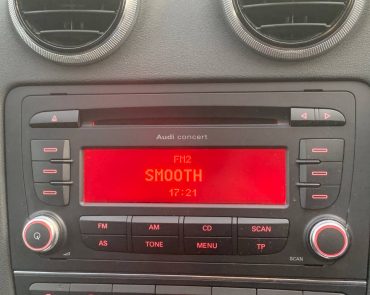 Audi concert
FM2
SMOOTH
17:21
FM AM CD SCAN
AS TONE MENU TP
SCAN